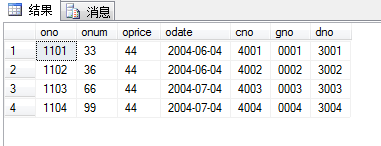 结果 消息
ono onum oprice odate cno gno dno
1 1101 33 44 2004-06-04 4001 0001 3001
2 1102 36 44 2004-06-04 4002 0002 3002
3 1103 66 44 2004-07-04 4003 0003 3003
4 1104 99 44 2004-07-04 4004 0004 3004